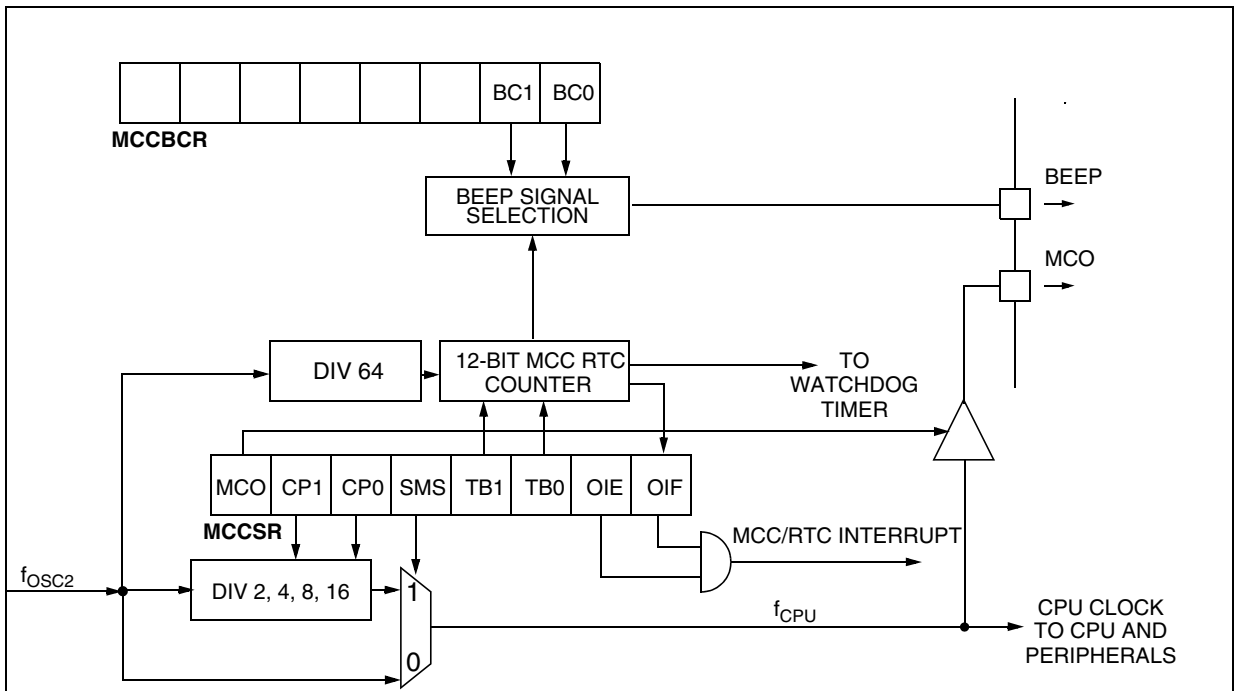 BC1 BC0
MCCBCR
BEEP SIGNAL
SELECTION
BEEP
MCO
DIV 64
12-BIT MCC RTC
COUNTER
TO
WATCHDOG
TIMER
MCO CP1 CP0 SMS TB1 TB0 OIE OIF
MCCSR
MCC/RTC INTERRUPT
fOSC2
DIV 2, 4, 8, 16
1
0
fCPU
CPU CLOCK
TO CPU AND
PERIPHERALS